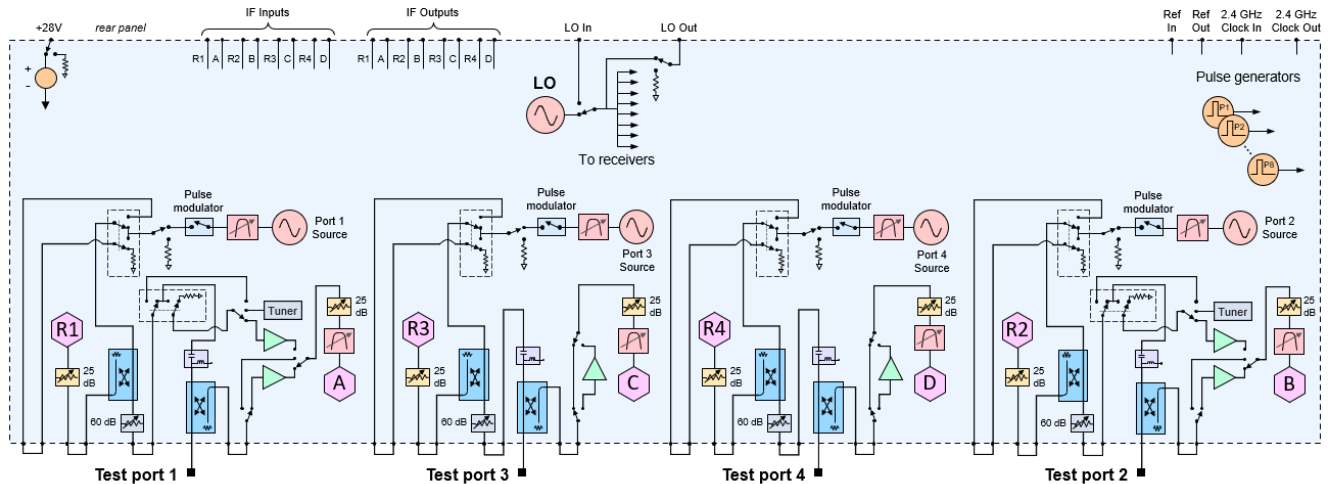 +28V
rear panel
IF Inputs
IF Outputs
LO In
LO Out
Ref In
Ref Out
2.4 GHz Clock In
2.4 GHz Clock Out
R1 A R2 B R3 C R4 D
R1 A R2 B R3 C R4 D
+
-
LO
To receivers
Pulse generators
P1
P2
P8
Pulse modulator
Port 1 Source
Pulse modulator
Port 3 Source
Pulse modulator
Port 4 Source
Pulse modulator
Port 2 Source
R1
25 dB
60 dB
Tuner
25 dB
A
R3
25 dB
60 dB
25 dB
C
R4
25 dB
60 dB
25 dB
D
R2
25 dB
60 dB
Tuner
25 dB
B
Test port 1
Test port 3
Test port 4
Test port 2